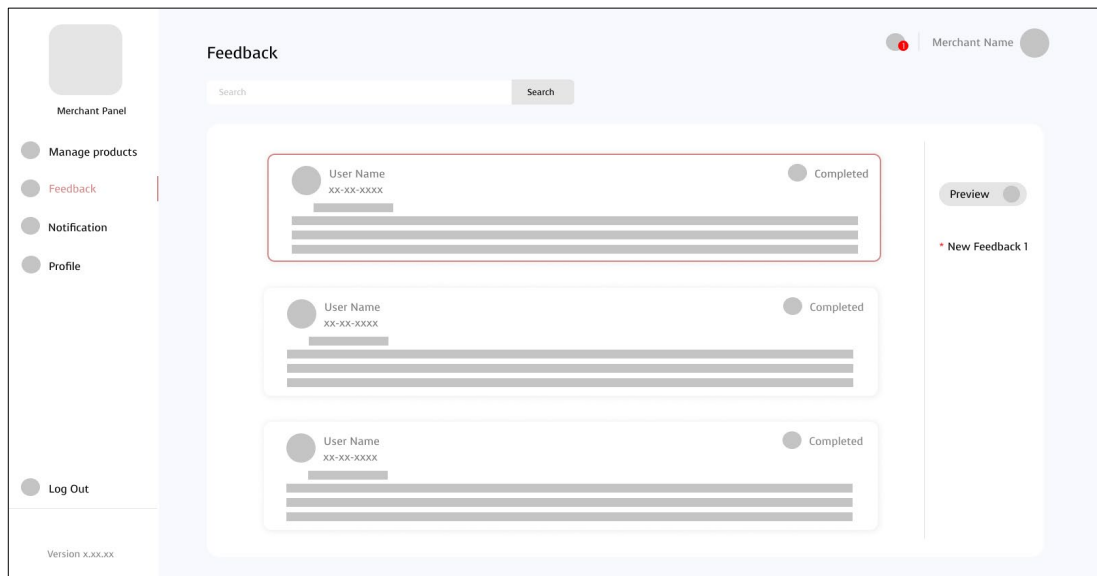 Merchant Panel
Manage products
Feedback
Notification
Profile
Log Out
Version x.xx.xx
Feedback
1
Merchant Name
Search
Search
User Name
xx-xx-xxxx
Completed
User Name
xx-xx-xxxx
Completed
User Name
xx-xx-xxxx
Completed
Preview
* New Feedback 1